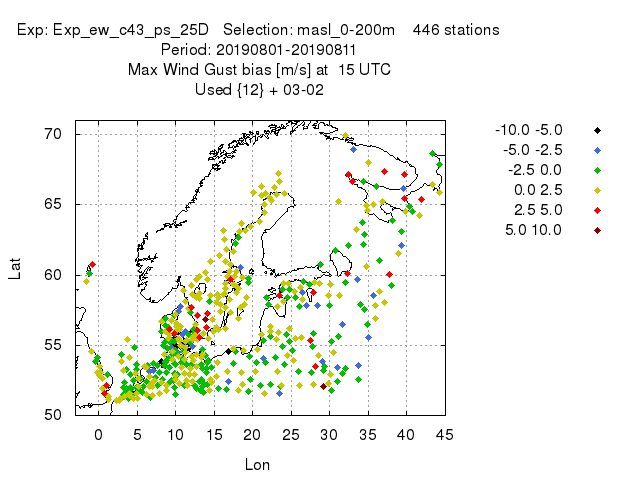 Exp: Exp_ew_c43_ps_25D   Selection: masl_0-200m    446 stations
Period: 20190801-20190811
Max Wind Gust bias [m/s] at  15 UTC
Used {12} + 03-02
-10.0 -5.0
-5.0 -2.5
-2.5 0.0
0.0 2.5
2.5 5.0
5.0 10.0
70
65
60
55
50
Lat
0 5 10 15 20 25 30 35 40 45
Lon